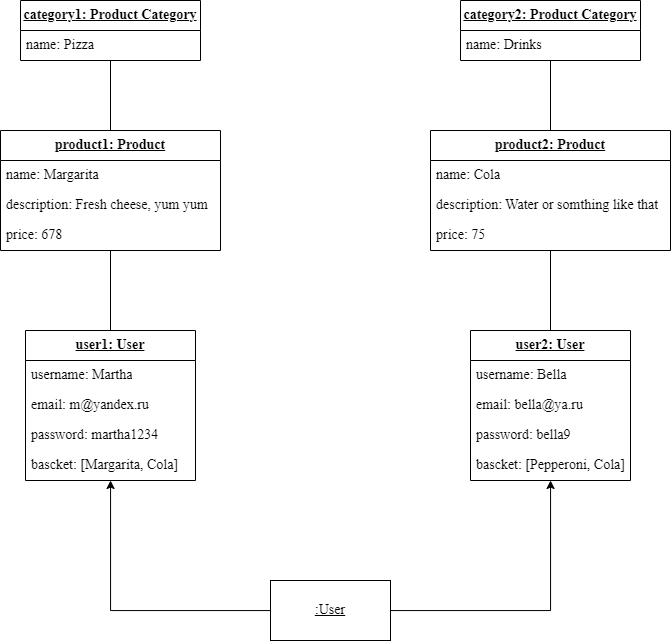 category1: Product Category
name: Pizza
category2: Product Category
name: Drinks
product1: Product
name: Margarita
description: Fresh cheese, yum yum
price: 678
product2: Product
name: Cola
description: Water or somthing like that
price: 75
user1: User
username: Martha
email: m@yandex.ru
password: martha1234
bascket: [Margarita, Cola]
user2: User
username: Bella
email: bella@ya.ru
password: bella9
bascket: [Pepperoni, Cola]
:User